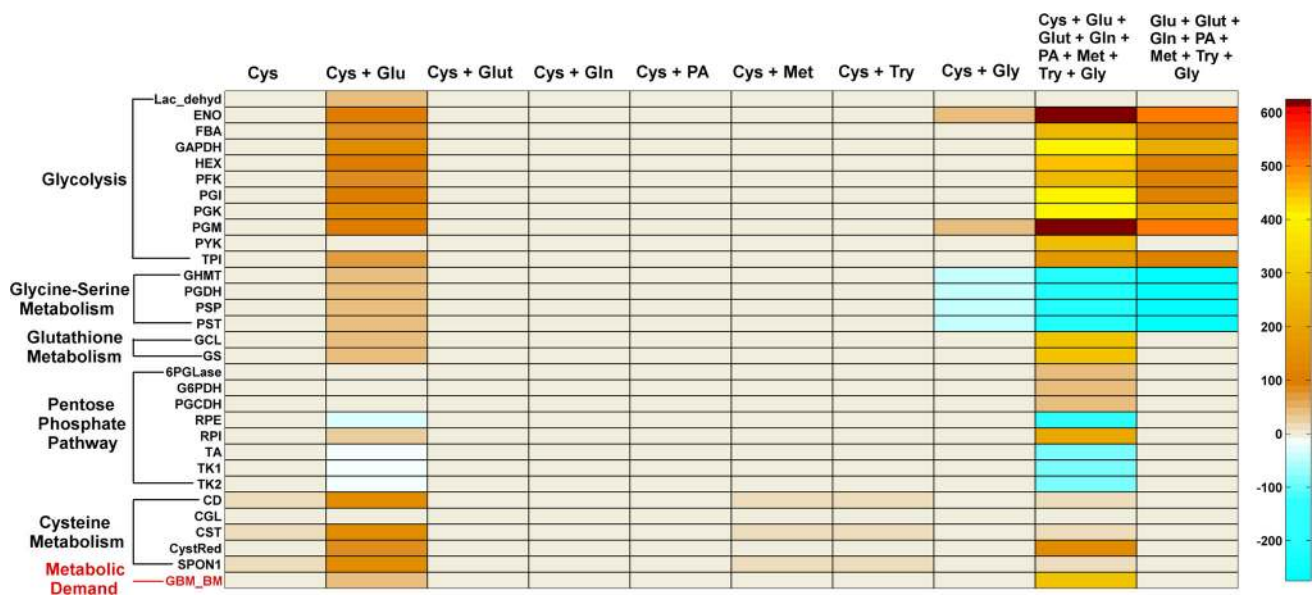 Cys
Cys + Glu
Cys + Glut
Cys + Gln
Cys + PA
Cys + Met
Cys + Try
Cys + Gly
Cys + Glu +
Glut + Gln +
PA + Met +
Try + Gly
Glu + Glut +
Gln + PA +
Met + Try +
Gly
Glycolysis
Lac_dehyd
ENO
FBA
GAPDH
HEX
PFK
PGI
PGK
PGM
PYK
TPI
Glycine-Serine
Metabolism
GHMT
PGDH
PSP
PST
Glutathione
Metabolism
GCL
GS
Pentose
Phosphate
Pathway
6PGLase
G6PDH
PGCDH
RPE
RPI
TA
TK1
TK2
Cysteine
Metabolism
CD
CGL
CST
CystRed
SPON1
Metabolic
Demand
GBM_BM
600
500
400
300
200
100
0
-100
-200